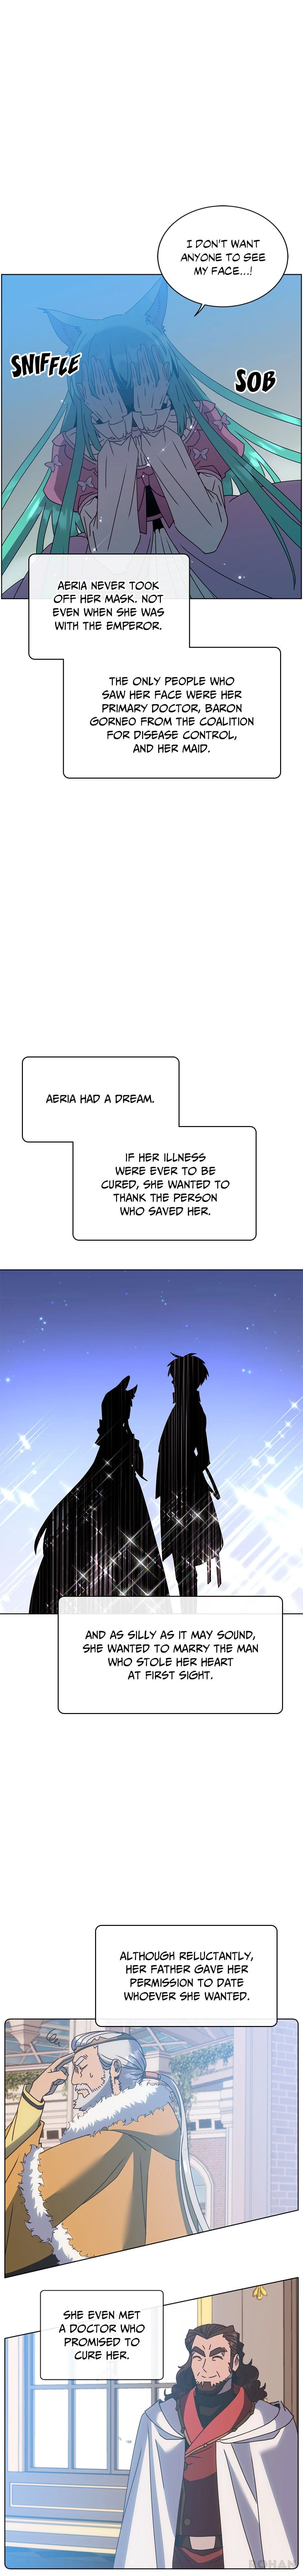 I DON'T WANT
ANYONE TO SEE
MY FACE...!
SNIFFLE
SOB
AERIA NEVER TOOK
OFF HER MASK. NOT
EVEN WHEN SHE WAS
WITH THE EMPEROR.
THE ONLY PEOPLE WHO
SAW HER FACE WERE HER
PRIMARY DOCTOR, BARON
GORNEO FROM THE COALITION
FOR DISEASE CONTROL,
AND HER MAID.
AERIA HAD A DREAM.
IF HER ILLNESS
WERE EVER TO BE
CURED, SHE WANTED TO
THANK THE PERSON
WHO SAVED HER.
AND AS SILLY AS IT MAY SOUND,
SHE WANTED TO MARRY THE MAN
WHO STOLE HER HEART
AT FIRST SIGHT.
ALTHOUGH RELUCTANTLY,
HER FATHER GAVE HER
PERMISSION TO DATE
WHOEVER SHE WANTED.
SHE EVEN MET
A DOCTOR WHO
PROMISED TO
CURE HER.